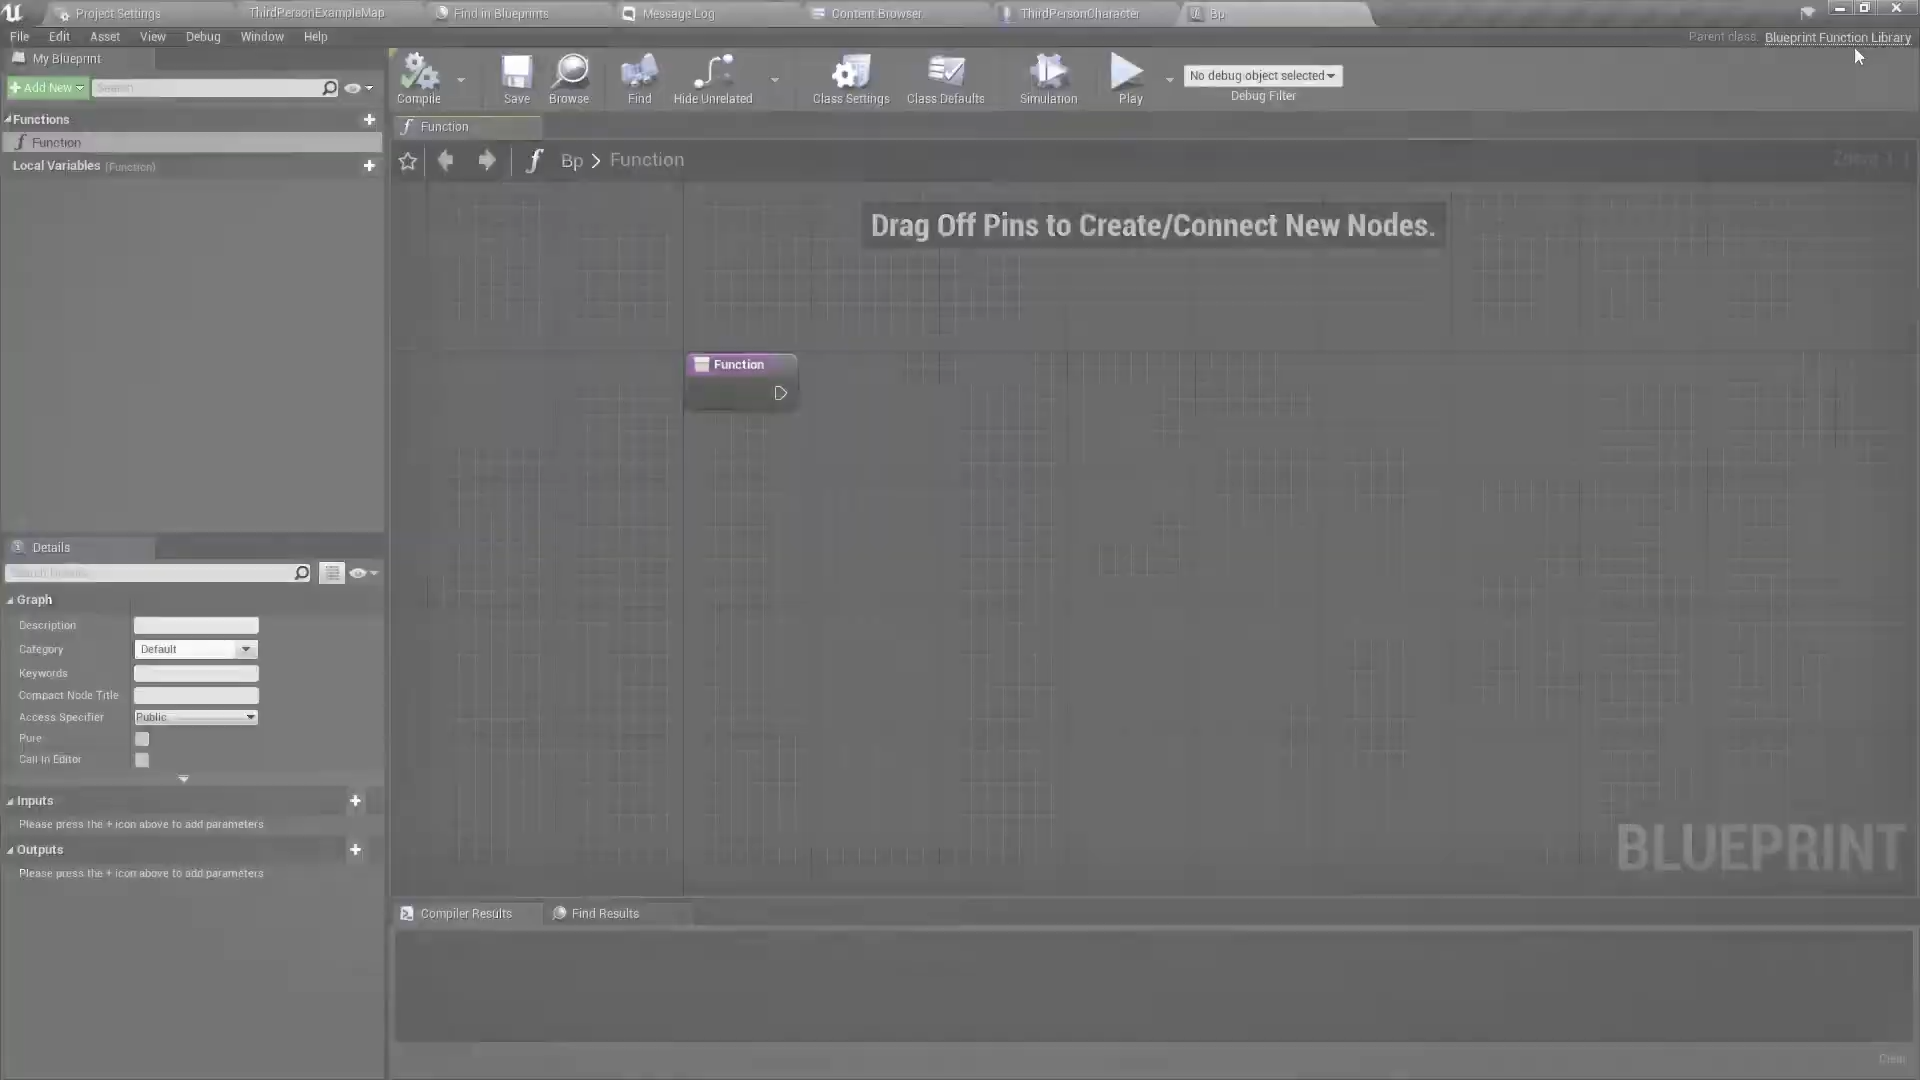 Project Settings
ThirdPersonExampleMap
Find in Blueprints
Message Log
Content Browser
ThirdPersonCharacter
Bp
File Edit Asset View Debug Window Help
Parent class: Blueprint Function Library
My Blueprint
Add New
Search
Compile
Save
Browse
Find
Hide Unrelated
Class Settings
Class Defaults
Simulation
Play
No debug object selected
Debug Filter
Functions
Function
Local Variables (Function)
Function
Bp > Function
Drag Off Pins to Create/Connect New Nodes.
Function
BLUEPRINT
Details
Graph
Description
Category Default
Keywords
Compact Node Title
Access Specifier Public
Pure
Call In Editor
Inputs
Please press the + icon above to add parameters
Outputs
Please press the + icon above to add parameters
Compiler Results
Find Results
Clear